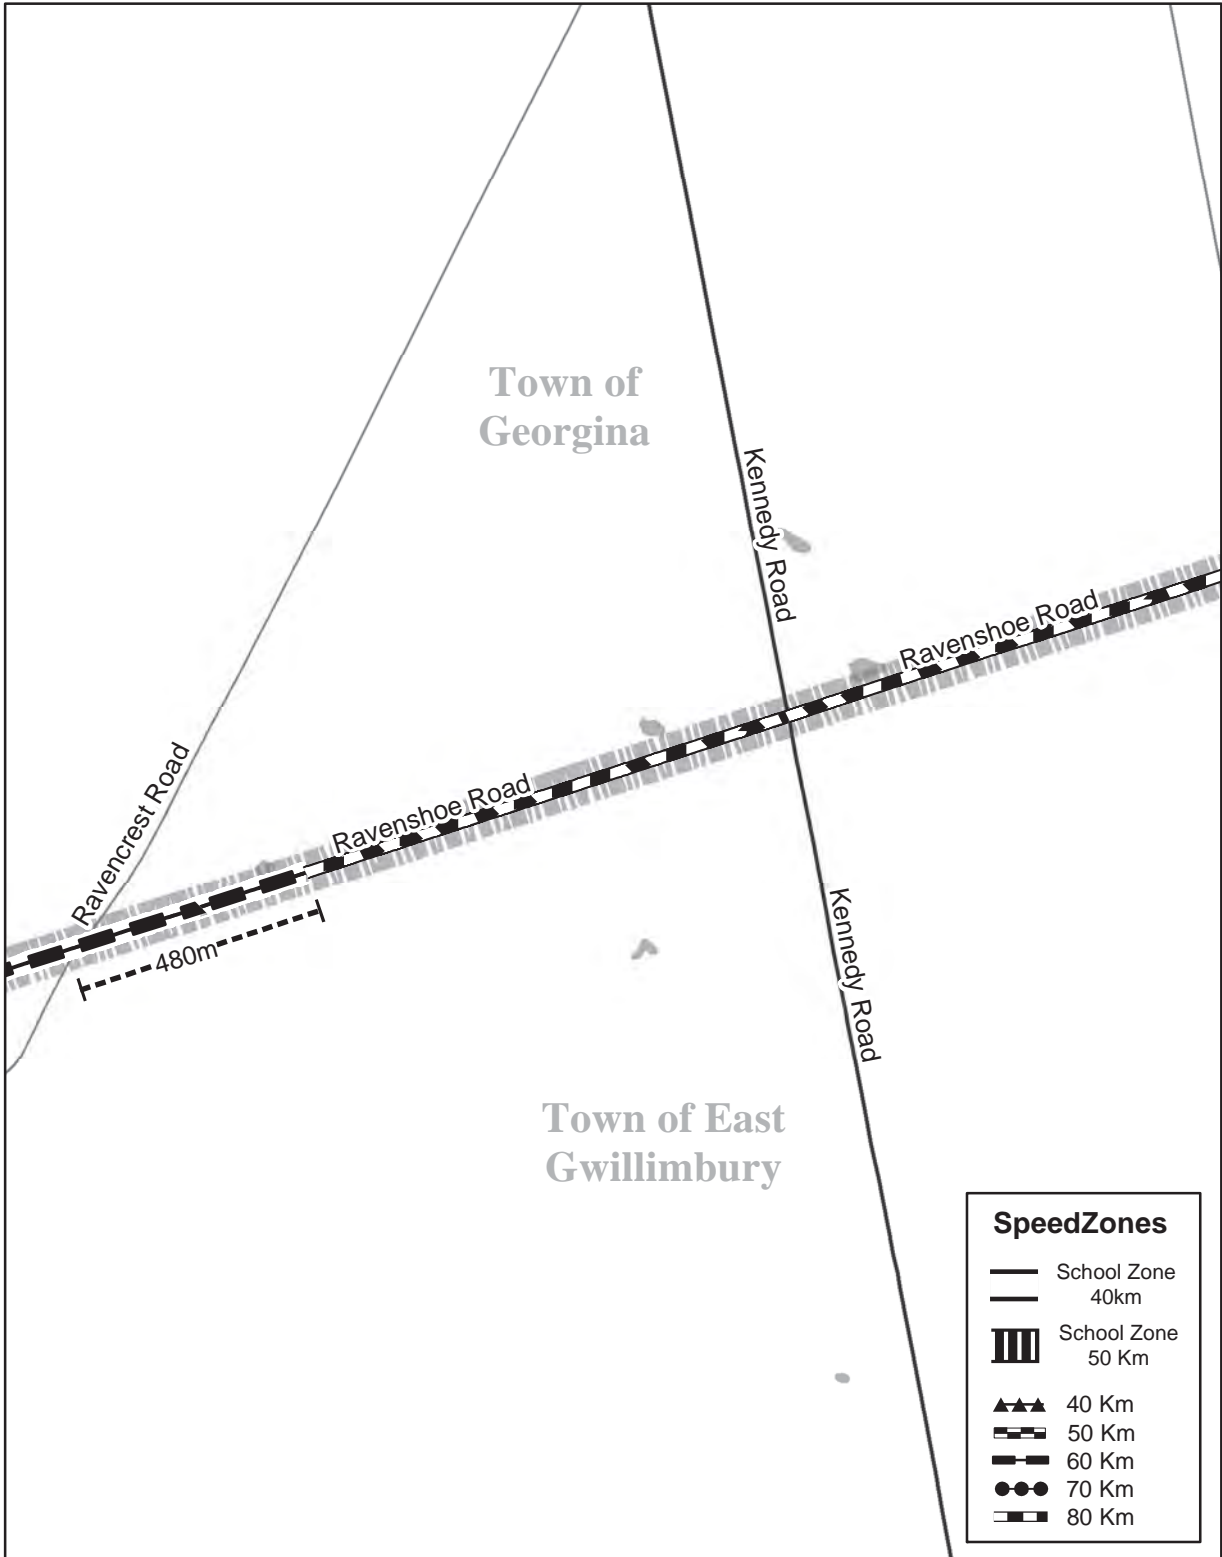 Town of
Georgina
Kennedy Road
Ravenshoe Road
Ravencrest Road
Ravenshoe Road
480m
Kennedy Road
Town of East
Gwillimbury
SpeedZones
School Zone
40km
School Zone
50 Km
40 Km
50 Km
60 Km
70 Km
80 Km